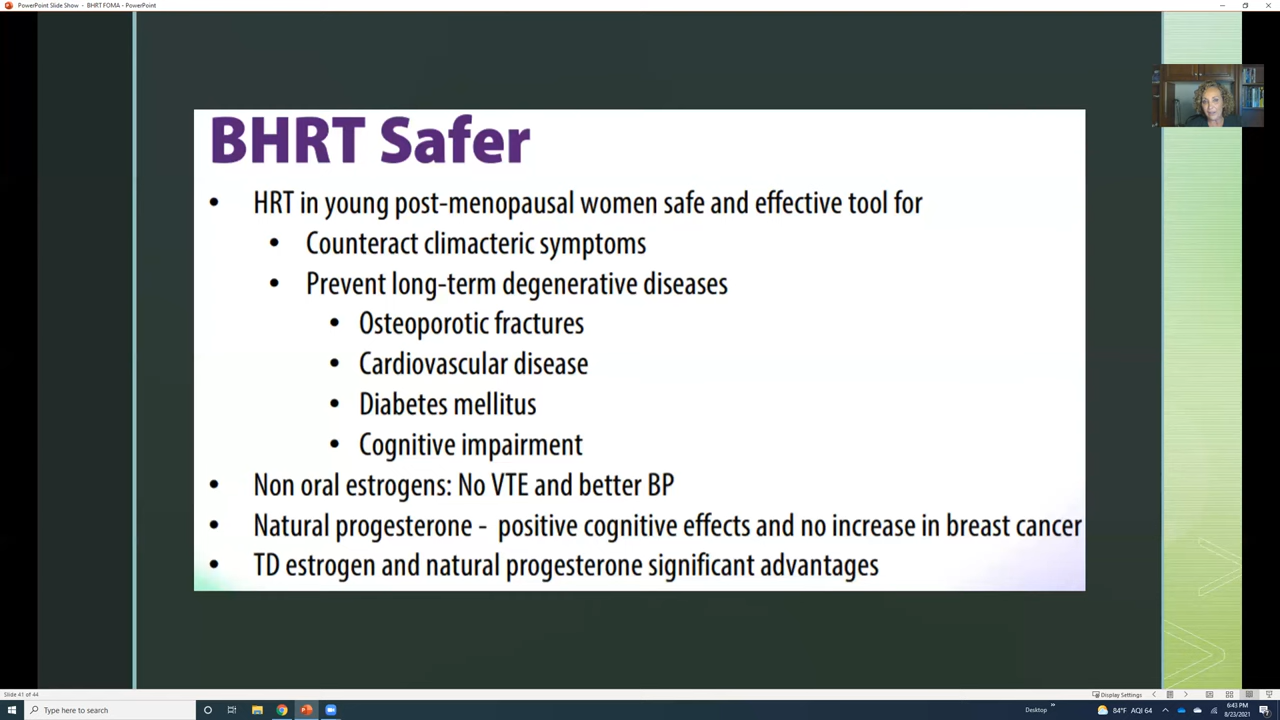 PowerPoint Slide Show - BHRT FOMA - PowerPoint
BHRT Safer
• HRT in young post-menopausal women safe and effective tool for
• Counteract climacteric symptoms
• Prevent long-term degenerative diseases
• Osteoporotic fractures
• Cardiovascular disease
• Diabetes mellitus
• Cognitive impairment
• Non oral estrogens: No VTE and better BP
• Natural progesterone - positive cognitive effects and no increase in breast cancer
• TD estrogen and natural progesterone significant advantages
Slide 41 of 44
Display Settings
Type here to search
Desktop
84°F AQI 64
6:43 PM
8/23/2021